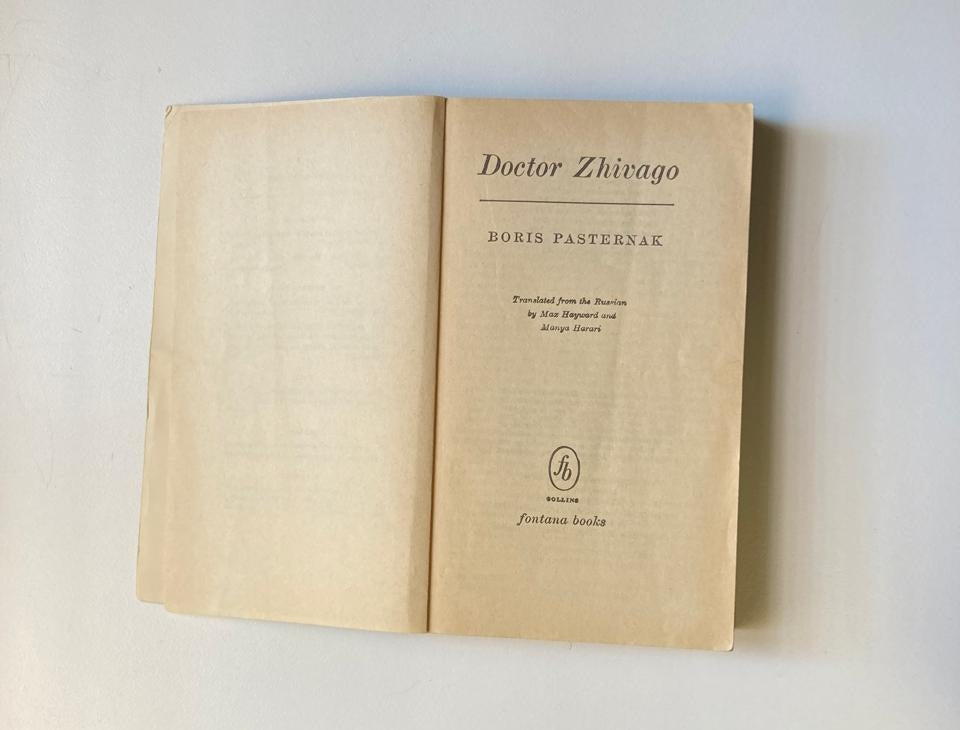 Doctor Zhivago
BORIS PASTERNAK
Translated from the Russian
by Max Hayward and
Manya Harari
fb
COLLINS
fontana books